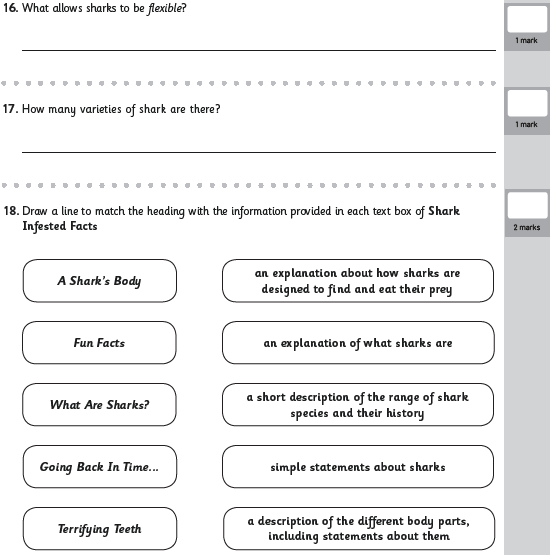 16. What allows sharks to be flexible?
1 mark
17. How many varieties of shark are there?
1 mark
18. Draw a line to match the heading with the information provided in each text box of Shark
Infested Facts
2 marks
A Shark's Body
an explanation about how sharks are
designed to find and eat their prey
Fun Facts
an explanation of what sharks are
What Are Sharks?
a short description of the range of shark
species and their history
Going Back In Time...
simple statements about sharks
Terrifying Teeth
a description of the different body parts,
including statements about them